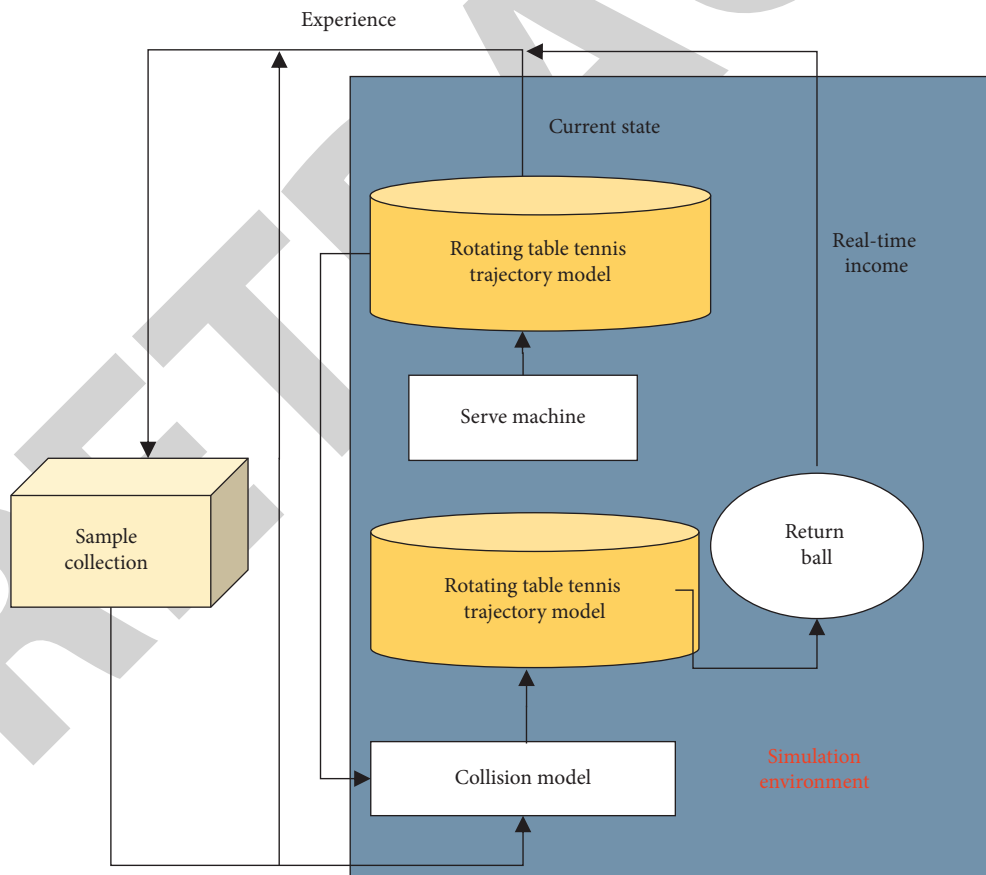 Experience
Current state
Rotating table tennis
trajectory model
Real-time
income
Serve machine
Sample
collection
Return
ball
Rotating table tennis
trajectory model
Collision model
Simulation
environment